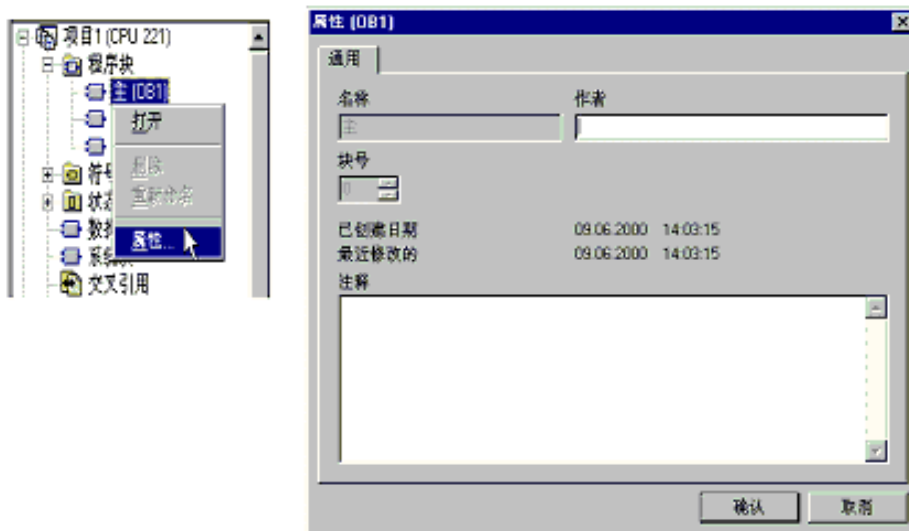 项目1 (CPU 221)
程序块
主 (OB1)
打开
删除
重新命名
符号
状态
数据
属性...
系统块
交叉引用
属性 (OB1)
通用
名称
作者
主
块号
0
已创建日期 09.06.2000 14:03:15
最近修改的 09.06.2000 14:03:15
注释
确认
取消